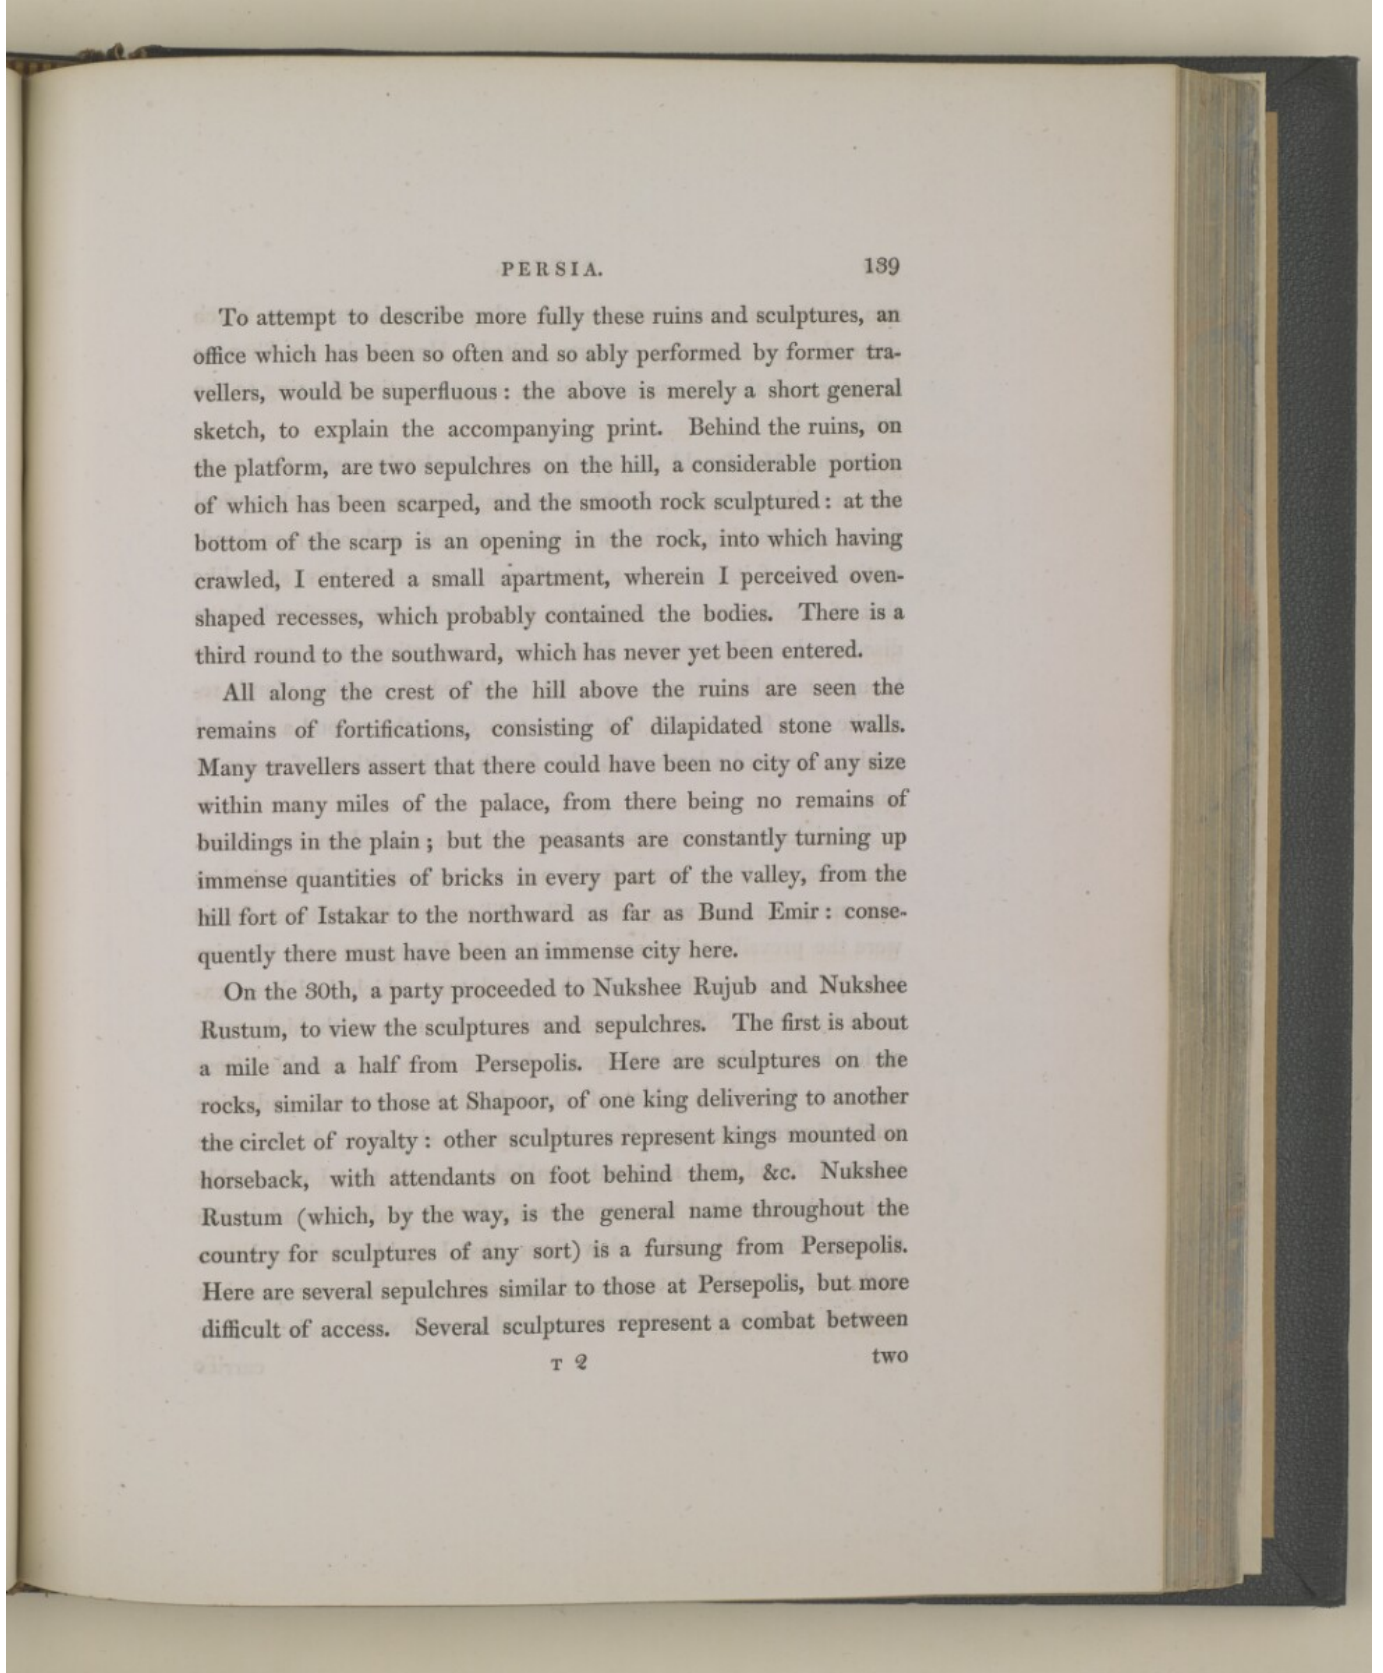 PERSIA. 139
To attempt to describe more fully these ruins and sculptures, an
office which has been so often and so ably performed by former tra-
vellers, would be superfluous : the above is merely a short general
sketch, to explain the accompanying print. Behind the ruins, on
the platform, are two sepulchres on the hill, a considerable portion
of which has been scarped, and the smooth rock sculptured : at the
bottom of the scarp is an opening in the rock, into which having
crawled, I entered a small apartment, wherein I perceived oven-
shaped recesses, which probably contained the bodies. There is a
third round to the southward, which has never yet been entered.
All along the crest of the hill above the ruins are seen the
remains of fortifications, consisting of dilapidated stone walls.
Many travellers assert that there could have been no city of any size
within many miles of the palace, from there being no remains of
buildings in the plain ; but the peasants are constantly turning up
immense quantities of bricks in every part of the valley, from the
hill fort of Istakar to the northward as far as Bund Emir : conse-
quently there must have been an immense city here.
On the 30th, a party proceeded to Nukshee Rujub and Nukshee
Rustum, to view the sculptures and sepulchres. The first is about
a mile and a half from Persepolis. Here are sculptures on the
rocks, similar to those at Shapoor, of one king delivering to another
the circlet of royalty : other sculptures represent kings mounted on
horseback, with attendants on foot behind them, &c. Nukshee
Rustum (which, by the way, is the general name throughout the
country for sculptures of any sort) is a fursung from Persepolis.
Here are several sepulchres similar to those at Persepolis, but more
difficult of access. Several sculptures represent a combat between
T 2 two